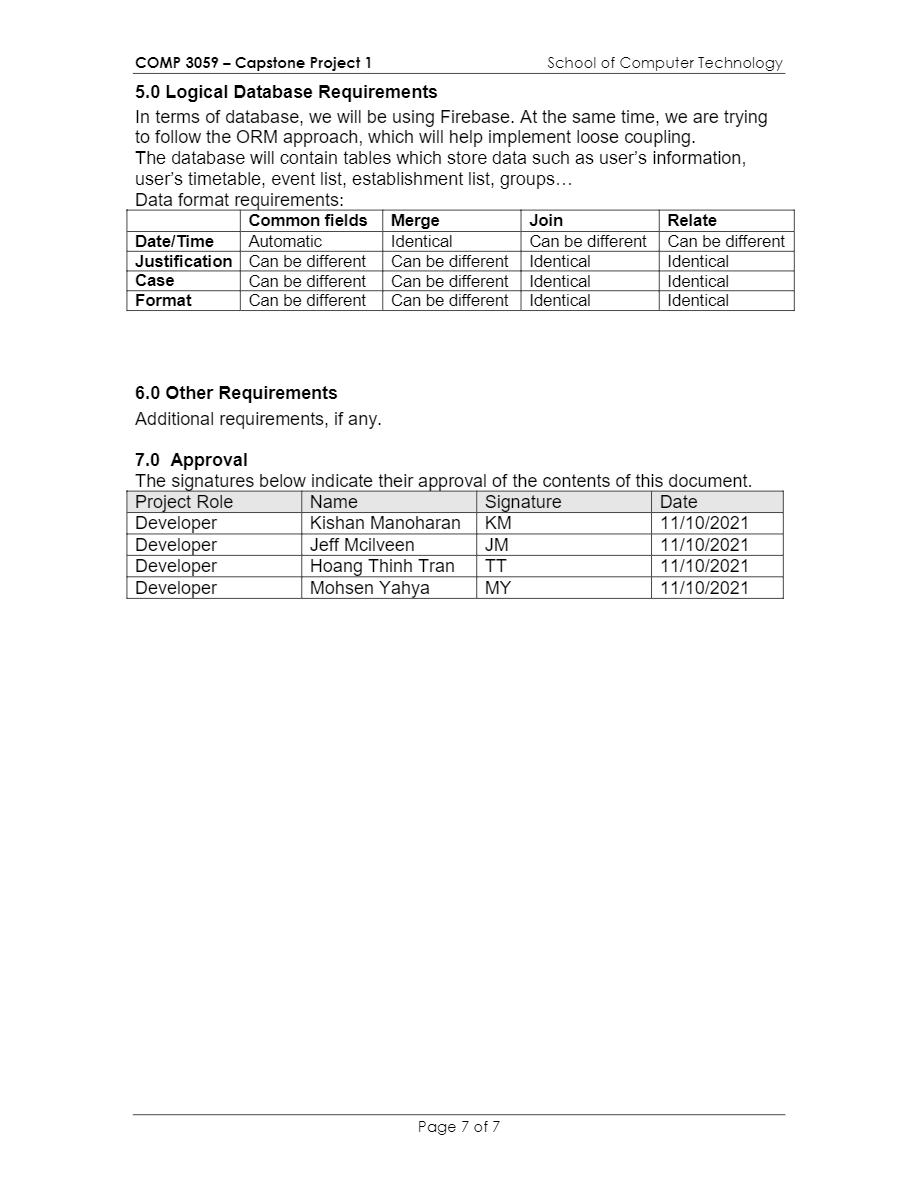 COMP 3059 – Capstone Project 1 School of Computer Technology
5.0 Logical Database Requirements
In terms of database, we will be using Firebase. At the same time, we are trying
to follow the ORM approach, which will help implement loose coupling.
The database will contain tables which store data such as user’s information,
user’s timetable, event list, establishment list, groups…
Data format requirements:
Common fields Merge Join Relate
Date/Time Automatic Identical Can be different Can be different
Justification Can be different Can be different Identical Identical
Case Can be different Can be different Identical Identical
Format Can be different Can be different Identical Identical
6.0 Other Requirements
Additional requirements, if any.
7.0 Approval
The signatures below indicate their approval of the contents of this document.
Project Role Name Signature Date
Developer Kishan Manoharan KM 11/10/2021
Developer Jeff Mcilveen JM 11/10/2021
Developer Hoang Thinh Tran TT 11/10/2021
Developer Mohsen Yahya MY 11/10/2021
Page 7 of 7